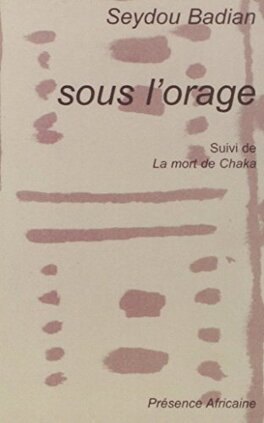 Seydou Badian
sous l'orage
Suivi de
La mort de Chaka
Présence Africaine